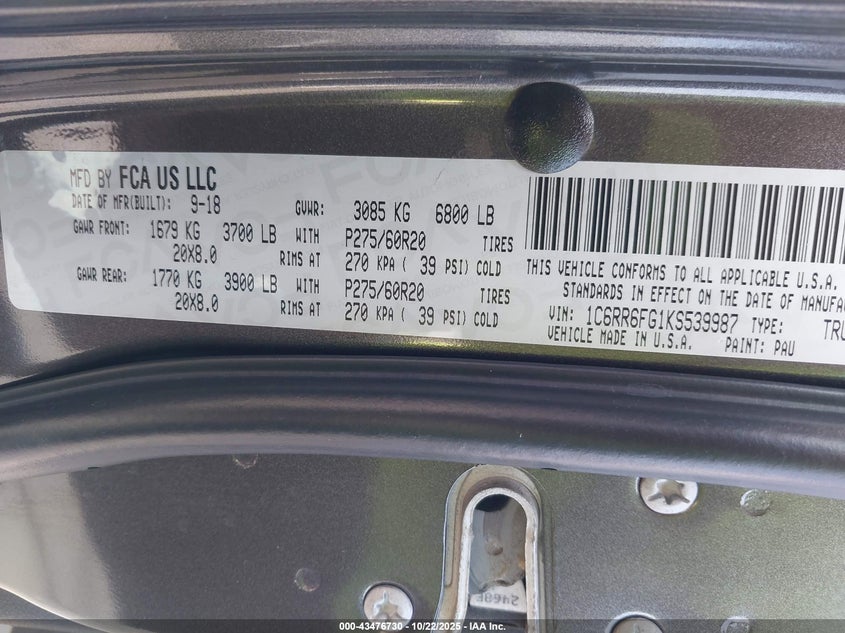 MFD BY FCA US LLC
DATE OF MFR(BUILT): 9-18 GVWR: 3085 KG 6800 LB
GAWR FRONT: 1679 KG 3700 LB WITH P275/60R20 TIRES
20X8.0 RIMS AT 270 KPA ( 39 PSI) COLD
GAWR REAR: 1770 KG 3900 LB WITH P275/60R20 TIRES
20X8.0 RIMS AT 270 KPA ( 39 PSI) COLD
THIS VEHICLE CONFORMS TO ALL APPLICABLE U.S.A.
STANDARDS IN EFFECT ON THE DATE OF MANUFAC
VIN: 1C6RR6FG1KS539987 TYPE: TRU
VEHICLE MADE IN U.S.A. PAINT: PAU
000-43476730 - 10/22/2025 - IAA Inc.